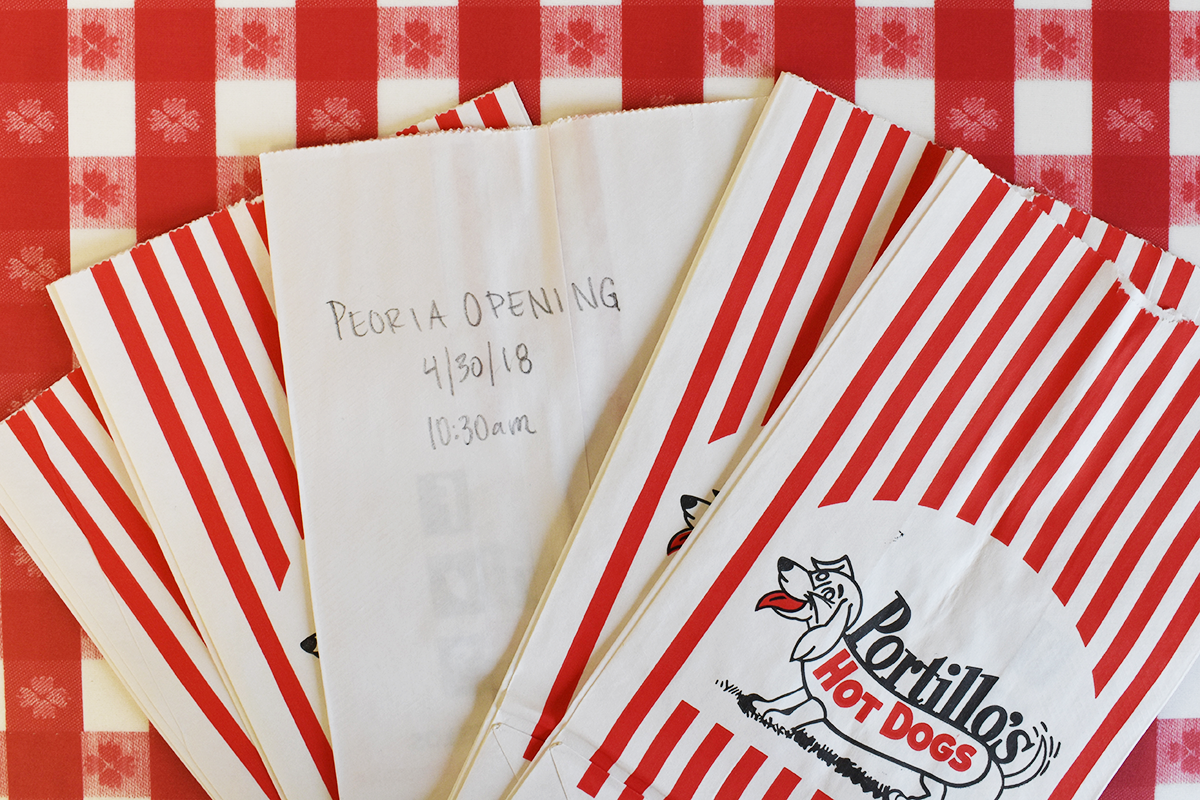 PEORIA OPENING
4/30/18
10:30am
Portillo's
HOT DOGS